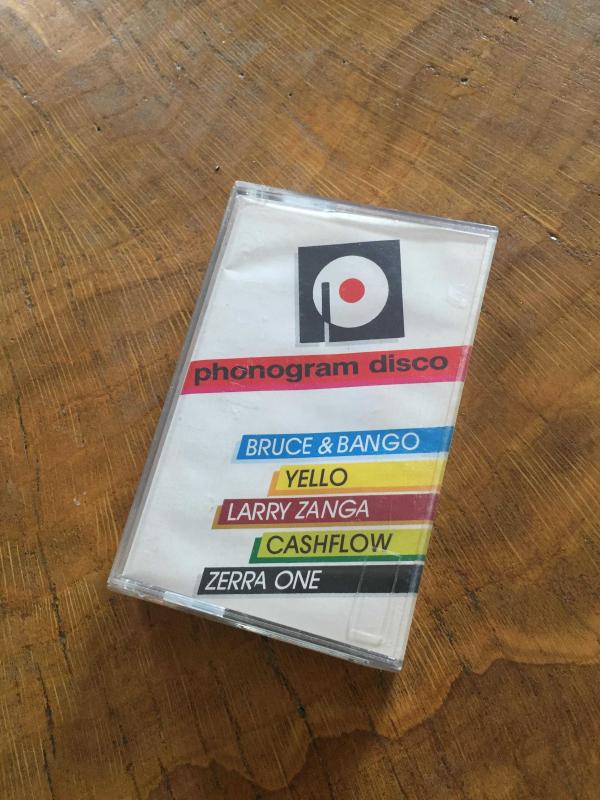 phonogram disco
BRUCE & BANGO
YELLO
LARRY ZANGA
CASHFLOW
ZERRA ONE